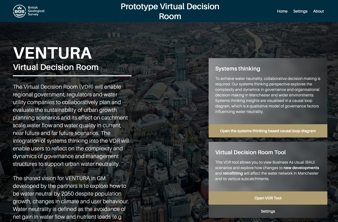 British
Geological
Survey
Prototype Virtual Decision
Room
Home
Settings
About
VENTURA
Virtual Decision Room
The Virtual Decision Room (VDR) will enable
regional government, regulators and water
utility companies to collaboratively plan and
evaluate the sustainability of urban growth
planning scenarios and its effect on catchment
scale water flow and water quality in current,
near future and far future scenarios. The
integration of systems thinking into the VDR will
enable users to reflect on the complexity and
dynamics of governance and management
structures to support urban water neutrality.
The shared vision for VENTURA in GM
developed by the partners is to explore how to
be water neutral by 2050 despite population
growth, changes in climate and user behaviour.
Water neutrality is defined as the avoidance of
net gain in water flow and nutrient loads (e.g.
Systems thinking
To achieve water neutrality, collaborative decision-making is
required. Our systems thinking perspective explores the
complexity and dynamics in governance and organisational
decision making in Manchester and wider environments.
Systems thinking insights are visualised in a causal loop
diagram, which is a qualitative model of governance factors
influencing water neutrality.
Open the systems thinking based causal loop diagram
Virtual Decision Room Tool
This VDR tool allows you to view Business As Usual (BAU)
scenarios and explore how changes to new developments
and retrofitting will affect the water network in Manchester
and its various subcatchments.
Open VDR Tool
Settings